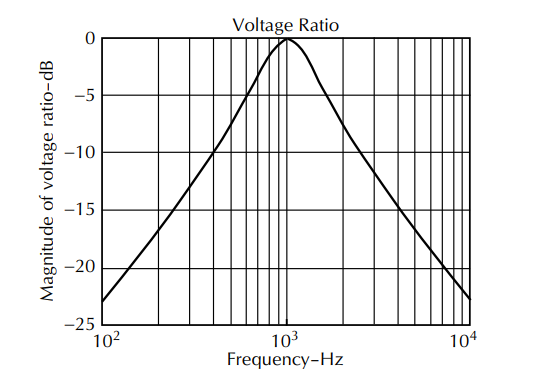 Voltage Ratio
Magnitude of voltage ratio–dB
0
–5
–10
–15
–20
–25
10² 10³ 10⁴
Frequency–Hz